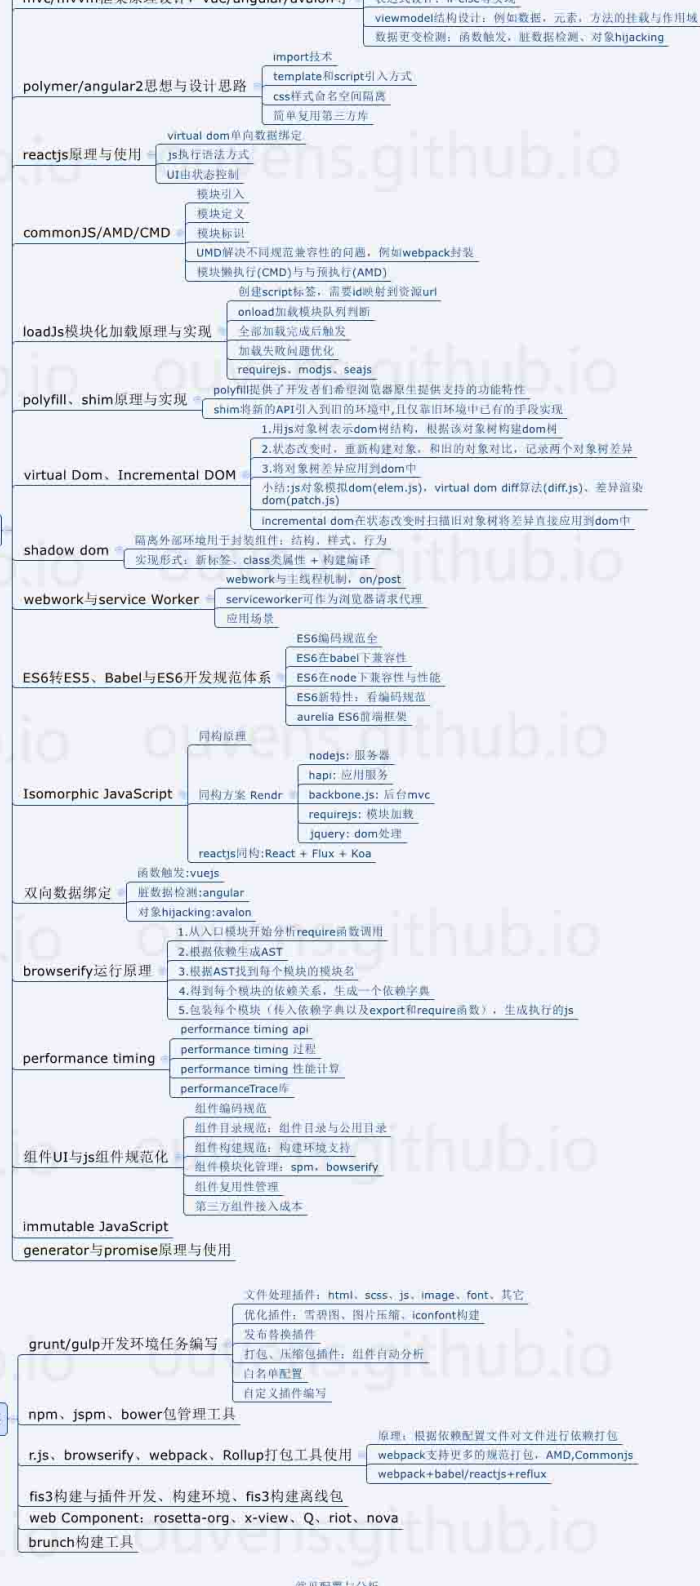 viewmodel结构设计：例如数据，元素，方法的挂载与作用域
数据更变检测：函数触发，脏数据检测、对象hijacking
polymer/angular2思想与设计思路
import技术
template和script引入方式
css样式命名空间隔离
简单复用第三方库
reactjs原理与使用
virtual dom单向数据绑定
js执行语法方式
UI由状态控制
commonJS/AMD/CMD
模块引入
模块定义
模块标识
UMD解决不同规范兼容性的问题，例如webpack封装
模块懒执行(CMD)与与预执行(AMD)
loadJs模块化加载原理与实现
创建script标签，需要id映射到资源url
onload加载模块队列判断
全部加载完成后触发
加载失败问题优化
requirejs、modjs、seajs
polyfill、shim原理与实现
polyfill提供了开发者们希望浏览器原生提供支持的功能特性
shim将新的API引入到旧的环境中,且仅靠旧环境中已有的手段实现
virtual Dom、Incremental DOM
1.用js对象树表示dom树结构，根据该对象树构建dom树
2.状态改变时，重新构建对象，和旧的对象对比，记录两个对象树差异
3.将对象树差异应用到dom中
小结:js对象模拟dom(elem.js)，virtual dom diff算法(diff.js)、差异渲染
dom(patch.js)
incremental dom在状态改变时扫描旧对象树将差异直接应用到dom中
shadow dom
隔离外部环境用于封装组件：结构，样式、行为
实现形式：新标签、class类属性 + 构建编译
webwork与service Worker
webwork与主线程机制，on/post
serviceworker可作为浏览器请求代理
应用场景
ES6转ES5、Babel与ES6开发规范体系
ES6编码规范全
ES6在babel下兼容性
ES6在node下兼容性与性能
ES6新特性：看编码规范
aurelia ES6前端框架
Isomorphic JavaScript
同构原理
同构方案 Rendr
nodejs: 服务器
hapi: 应用服务
backbone.js: 后台mvc
requirejs: 模块加载
jquery: dom处理
reactjs同构:React + Flux + Koa
双向数据绑定
函数触发:vuejs
脏数据检测:angular
对象hijacking:avalon
browserify运行原理
1.从入口模块开始分析require函数调用
2.根据依赖生成AST
3.根据AST找到每个模块的模块名
4.得到每个模块的依赖关系，生成一个依赖字典
5.包装每个模块（传入依赖字典以及export和require函数），生成执行的js
performance timing
performance timing api
performance timing 过程
performance timing 性能计算
performanceTrace库
组件UI与js组件规范化
组件编码规范
组件目录规范：组件目录与公用目录
组件构建规范：构建环境支持
组件模块化管理：spm，bowserify
组件复用性管理
第三方组件接入成本
immutable JavaScript
generator与promise原理与使用
grunt/gulp开发环境任务编写
文件处理插件：html、scss、js、image、font、其它
优化插件：雪碧图、图片压缩、iconfont构建
发布替换插件
打包、压缩包插件：组件自动分析
白名单配置
自定义插件编写
npm、jspm、bower包管理工具
r.js、browserify、webpack、Rollup打包工具使用
原理：根据依赖配置文件对文件进行依赖打包
webpack支持更多的规范打包，AMD,Commonjs
webpack+babel/reactjs+reflux
fis3构建与插件开发、构建环境、fis3构建离线包
web Component：rosetta-org、x-view、Q、riot、nova
brunch构建工具